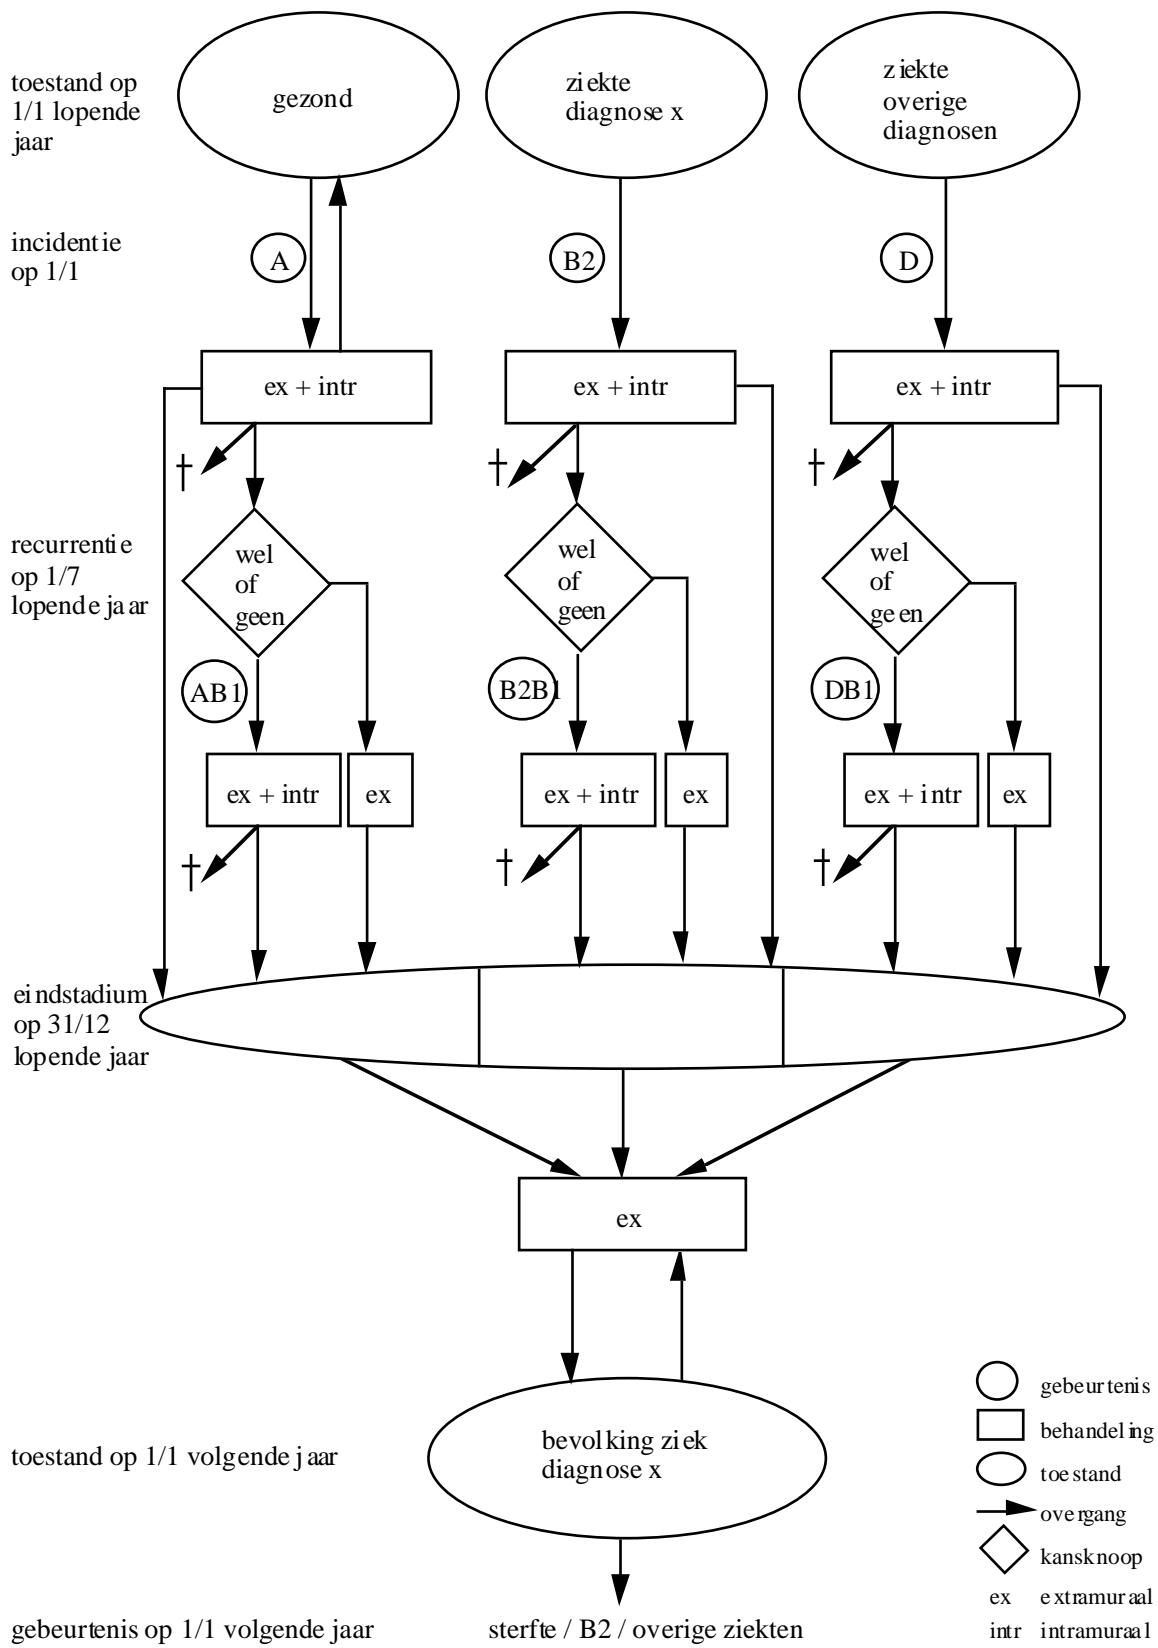 toestand op
1/1 lopende
jaar
gezond
ziekte
diagnose x
ziekte
overige
diagnosen
incidentie
op 1/1
A
B2
D
ex + intr
ex + intr
ex + intr
†
†
†
recurrentie
op 1/7
lopende jaar
wel
of
geen
wel
of
geen
wel
of
geen
AB1
B2B1
DB1
ex + intr
ex
ex + intr
ex
ex + intr
ex
†
†
†
eindstadium
op 31/12
lopende jaar
ex
toestand op 1/1 volgende jaar
bevolking ziek
diagnose x
gebeurtenis op 1/1 volgende jaar
sterfte / B2 / overige ziekten
gebeurtenis
behandeling
toestand
overgang
kansknoop
ex extramuraal
intr intramuraal